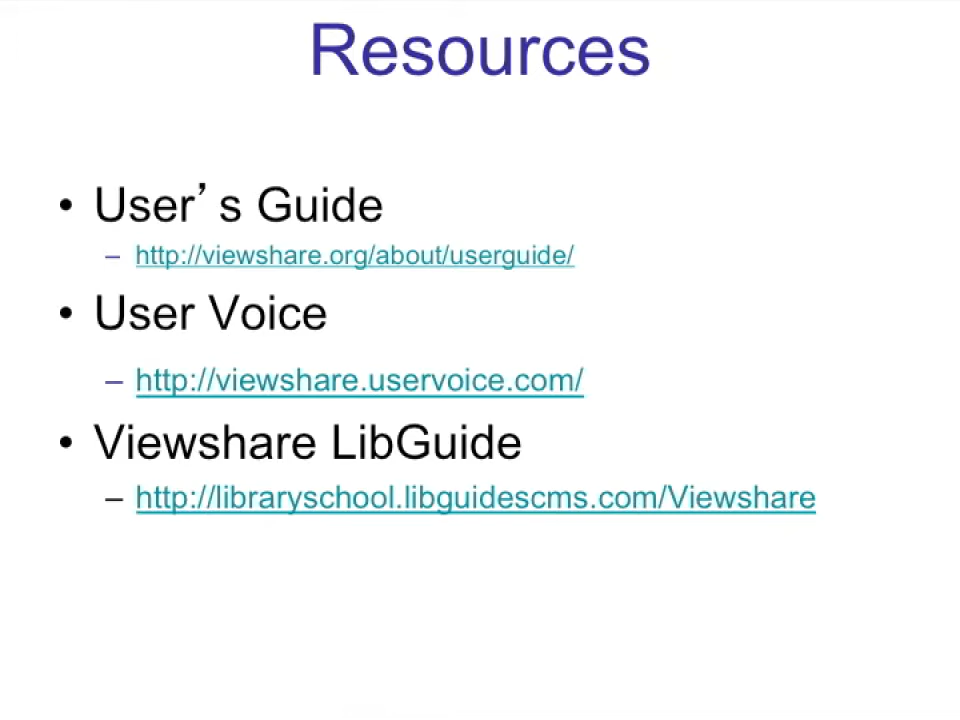 Resources
• User’s Guide
– http://viewshare.org/about/userguide/
• User Voice
– http://viewshare.uservoice.com/
• Viewshare LibGuide
– http://libraryschool.libguidescms.com/Viewshare